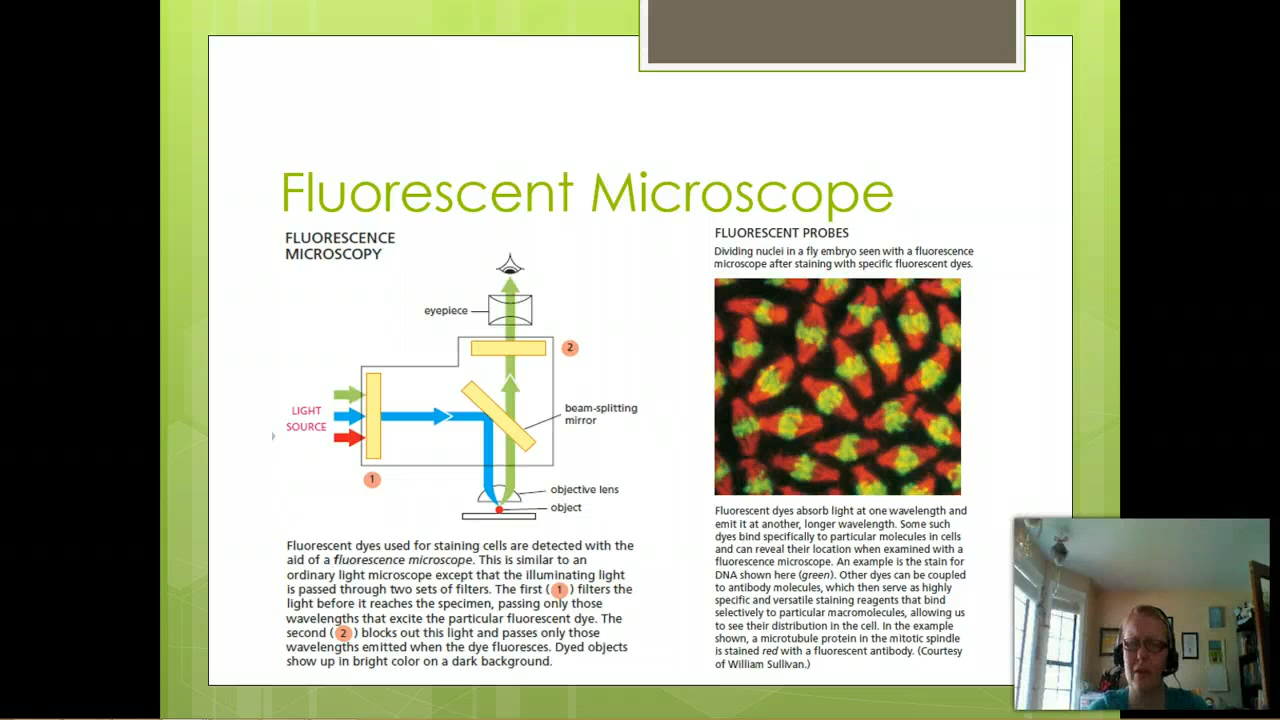 Fluorescent Microscope
FLUORESCENCE
MICROSCOPY
eyepiece
2
LIGHT
SOURCE
beam-splitting
mirror
1
objective lens
object
Fluorescent dyes used for staining cells are detected with the
aid of a fluorescence microscope. This is similar to an
ordinary light microscope except that the illuminating light
is passed through two sets of filters. The first ( 1 ) filters the
light before it reaches the specimen, passing only those
wavelengths that excite the particular fluorescent dye. The
second ( 2 ) blocks out this light and passes only those
wavelengths emitted when the dye fluoresces. Dyed objects
show up in bright color on a dark background.
FLUORESCENT PROBES
Dividing nuclei in a fly embryo seen with a fluorescence
microscope after staining with specific fluorescent dyes.
Fluorescent dyes absorb light at one wavelength and
emit it at another, longer wavelength. Some such
dyes bind specifically to particular molecules in cells
and can reveal their location when examined with a
fluorescence microscope. An example is the stain for
DNA shown here (green). Other dyes can be coupled
to antibody molecules, which then serve as highly
specific and versatile staining reagents that bind
selectively to particular macromolecules, allowing us
to see their distribution in the cell. In the example
shown, a microtubule protein in the mitotic spindle
is stained red with a fluorescent antibody. (Courtesy
of William Sullivan.)